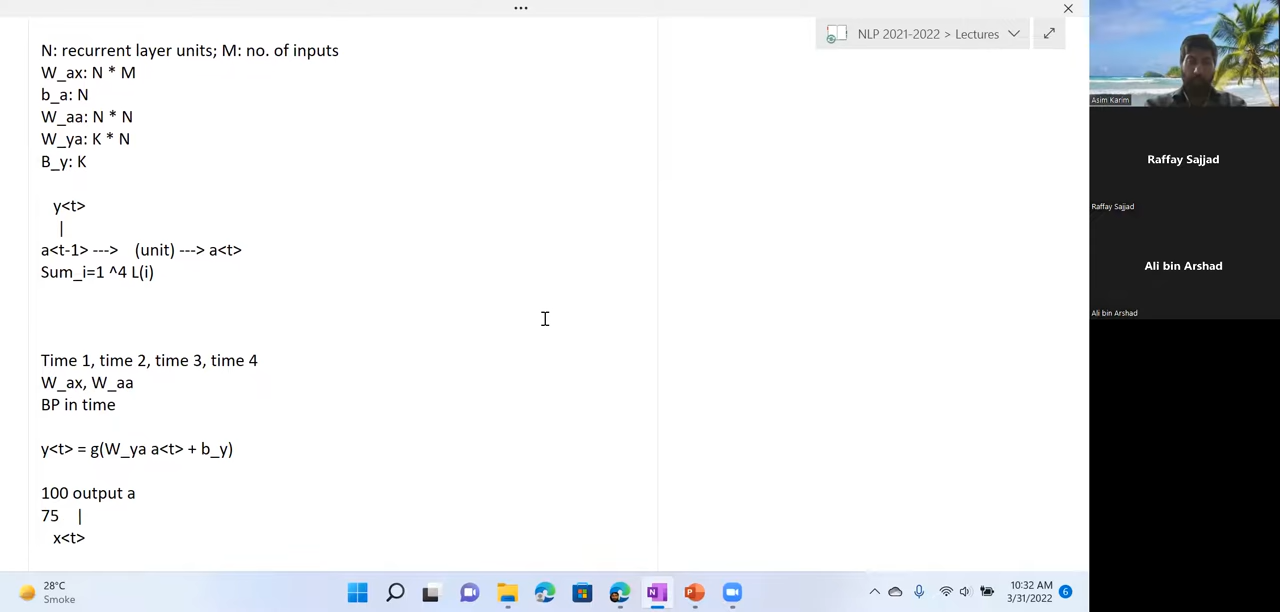 N: recurrent layer units; M: no. of inputs
W_ax: N * M
b_a: N
W_aa: N * N
W_ya: K * N
B_y: K
y<t>
|
a<t-1> ---> (unit) ---> a<t>
Sum_i=1 ^4 L(i)
Time 1, time 2, time 3, time 4
W_ax, W_aa
BP in time
y<t> = g(W_ya a<t> + b_y)
100 output a
75 |
x<t>
NLP 2021-2022 > Lectures
Asim Karim
Raffay Sajjad
Raffay Sajjad
Ali bin Arshad
Ali bin Arshad
28°C
Smoke
10:32 AM
3/31/2022
6